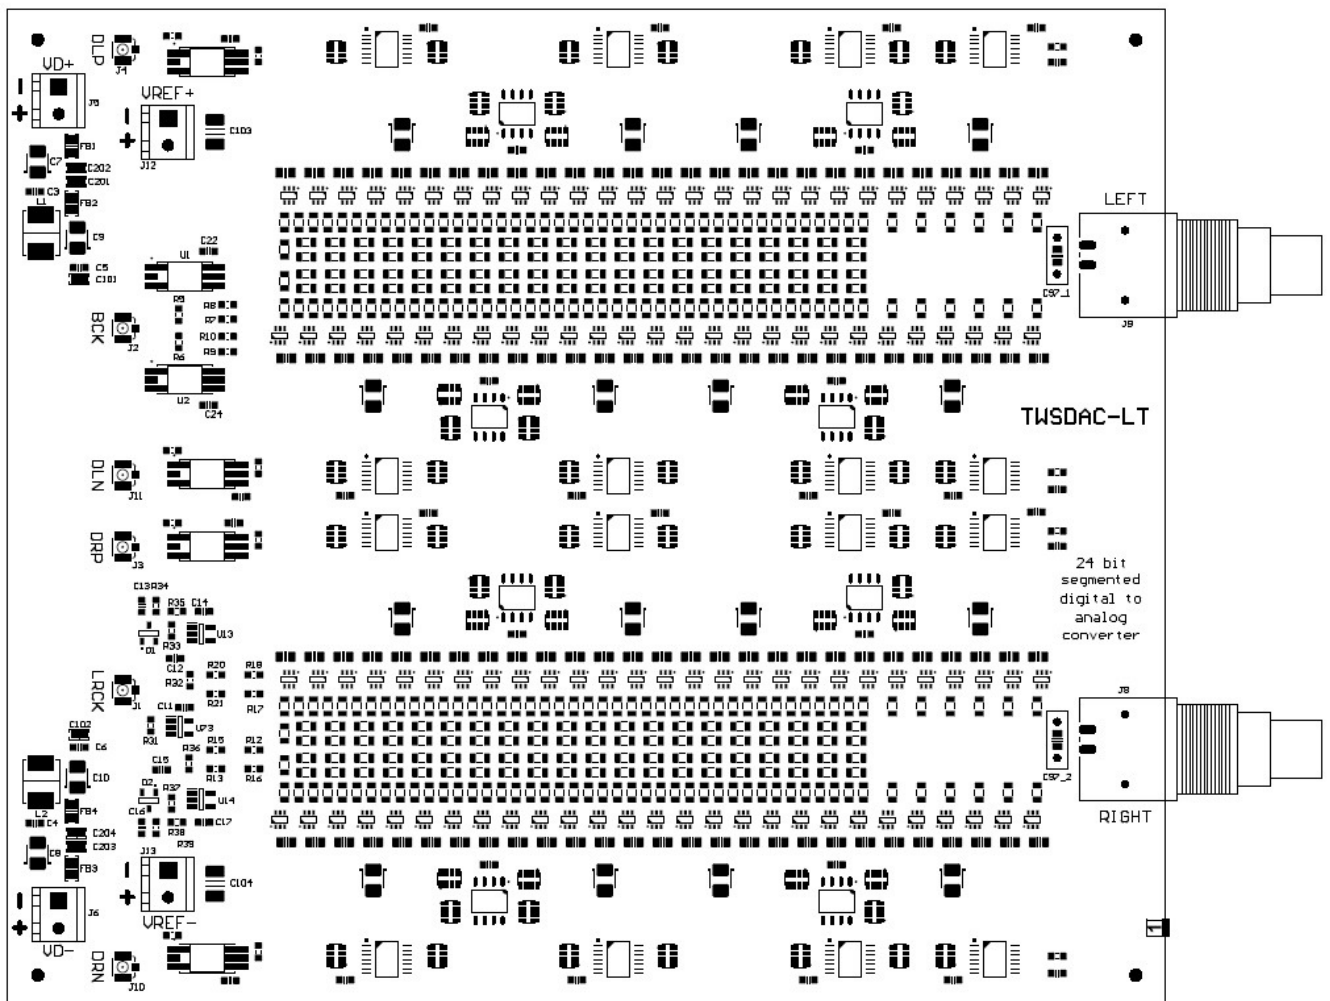 DLP
J4
VD+
J5
VREF+
J12
C103
FB1
C7
C202
C201
C3
L1
FB2
C9
C5
C101
U1
C22
R8
R7
R10
R9
R6
BCK
J2
U2
C24
LEFT
C97_1
J9
TWSDAC-LT
DLN
J11
DRP
J3
24 bit
segmented
digital to
analog
converter
C13
R34
R35
C14
U13
R33
D1
C12
R32
R20
R18
R21
R17
LRCK
J1
C11
U73
R31
R36
R15
R12
C15
R13
R16
C102
C6
C10
L2
FB4
C4
C204
C203
C8
FB3
D2
R37
U14
C16
R38
C17
R39
J13
C104
VREF-
J6
VD-
DRN
J10
J8
C97_2
RIGHT
1